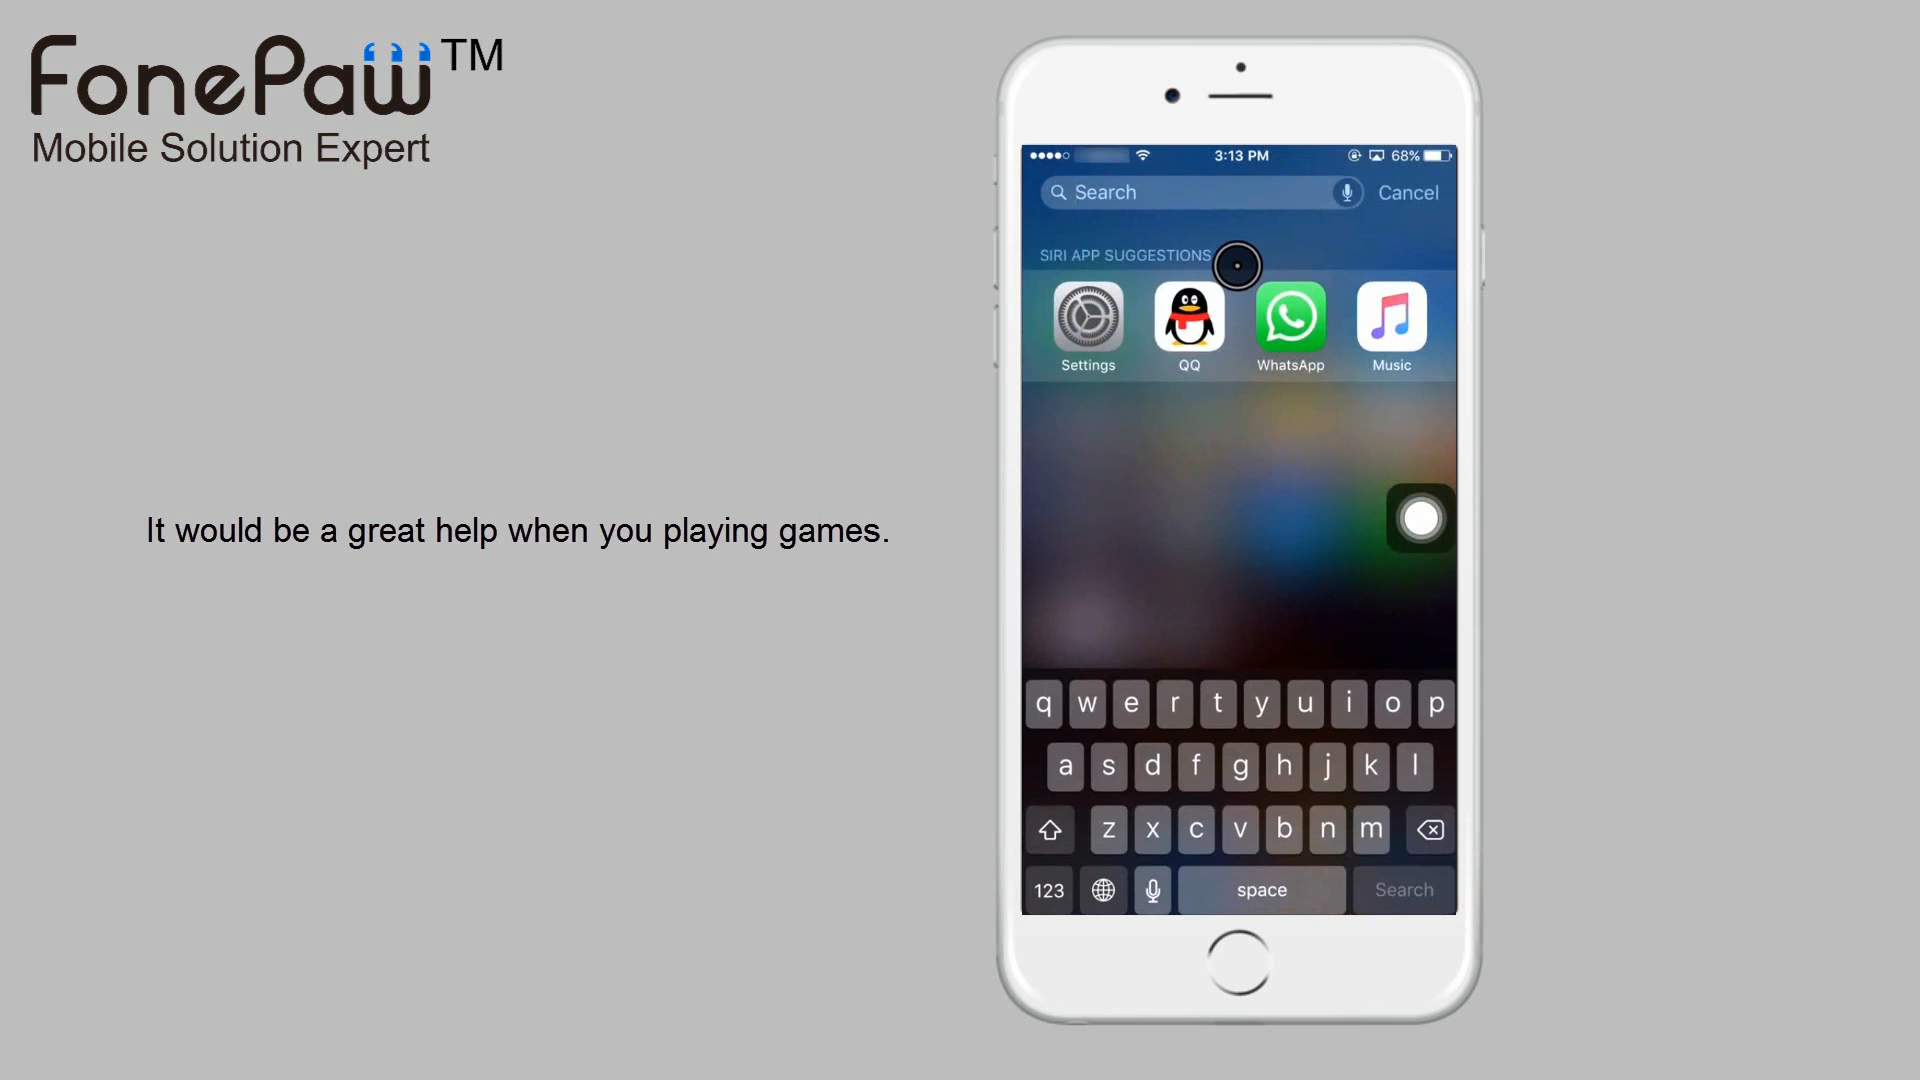 FonePaw™
Mobile Solution Expert
3:13 PM
68%
Search
Cancel
SIRI APP SUGGESTIONS
Settings
QQ
WhatsApp
Music
It would be a great help when you playing games.
q w e r t y u i o p
a s d f g h j k l
z x c v b n m
123
space
Search